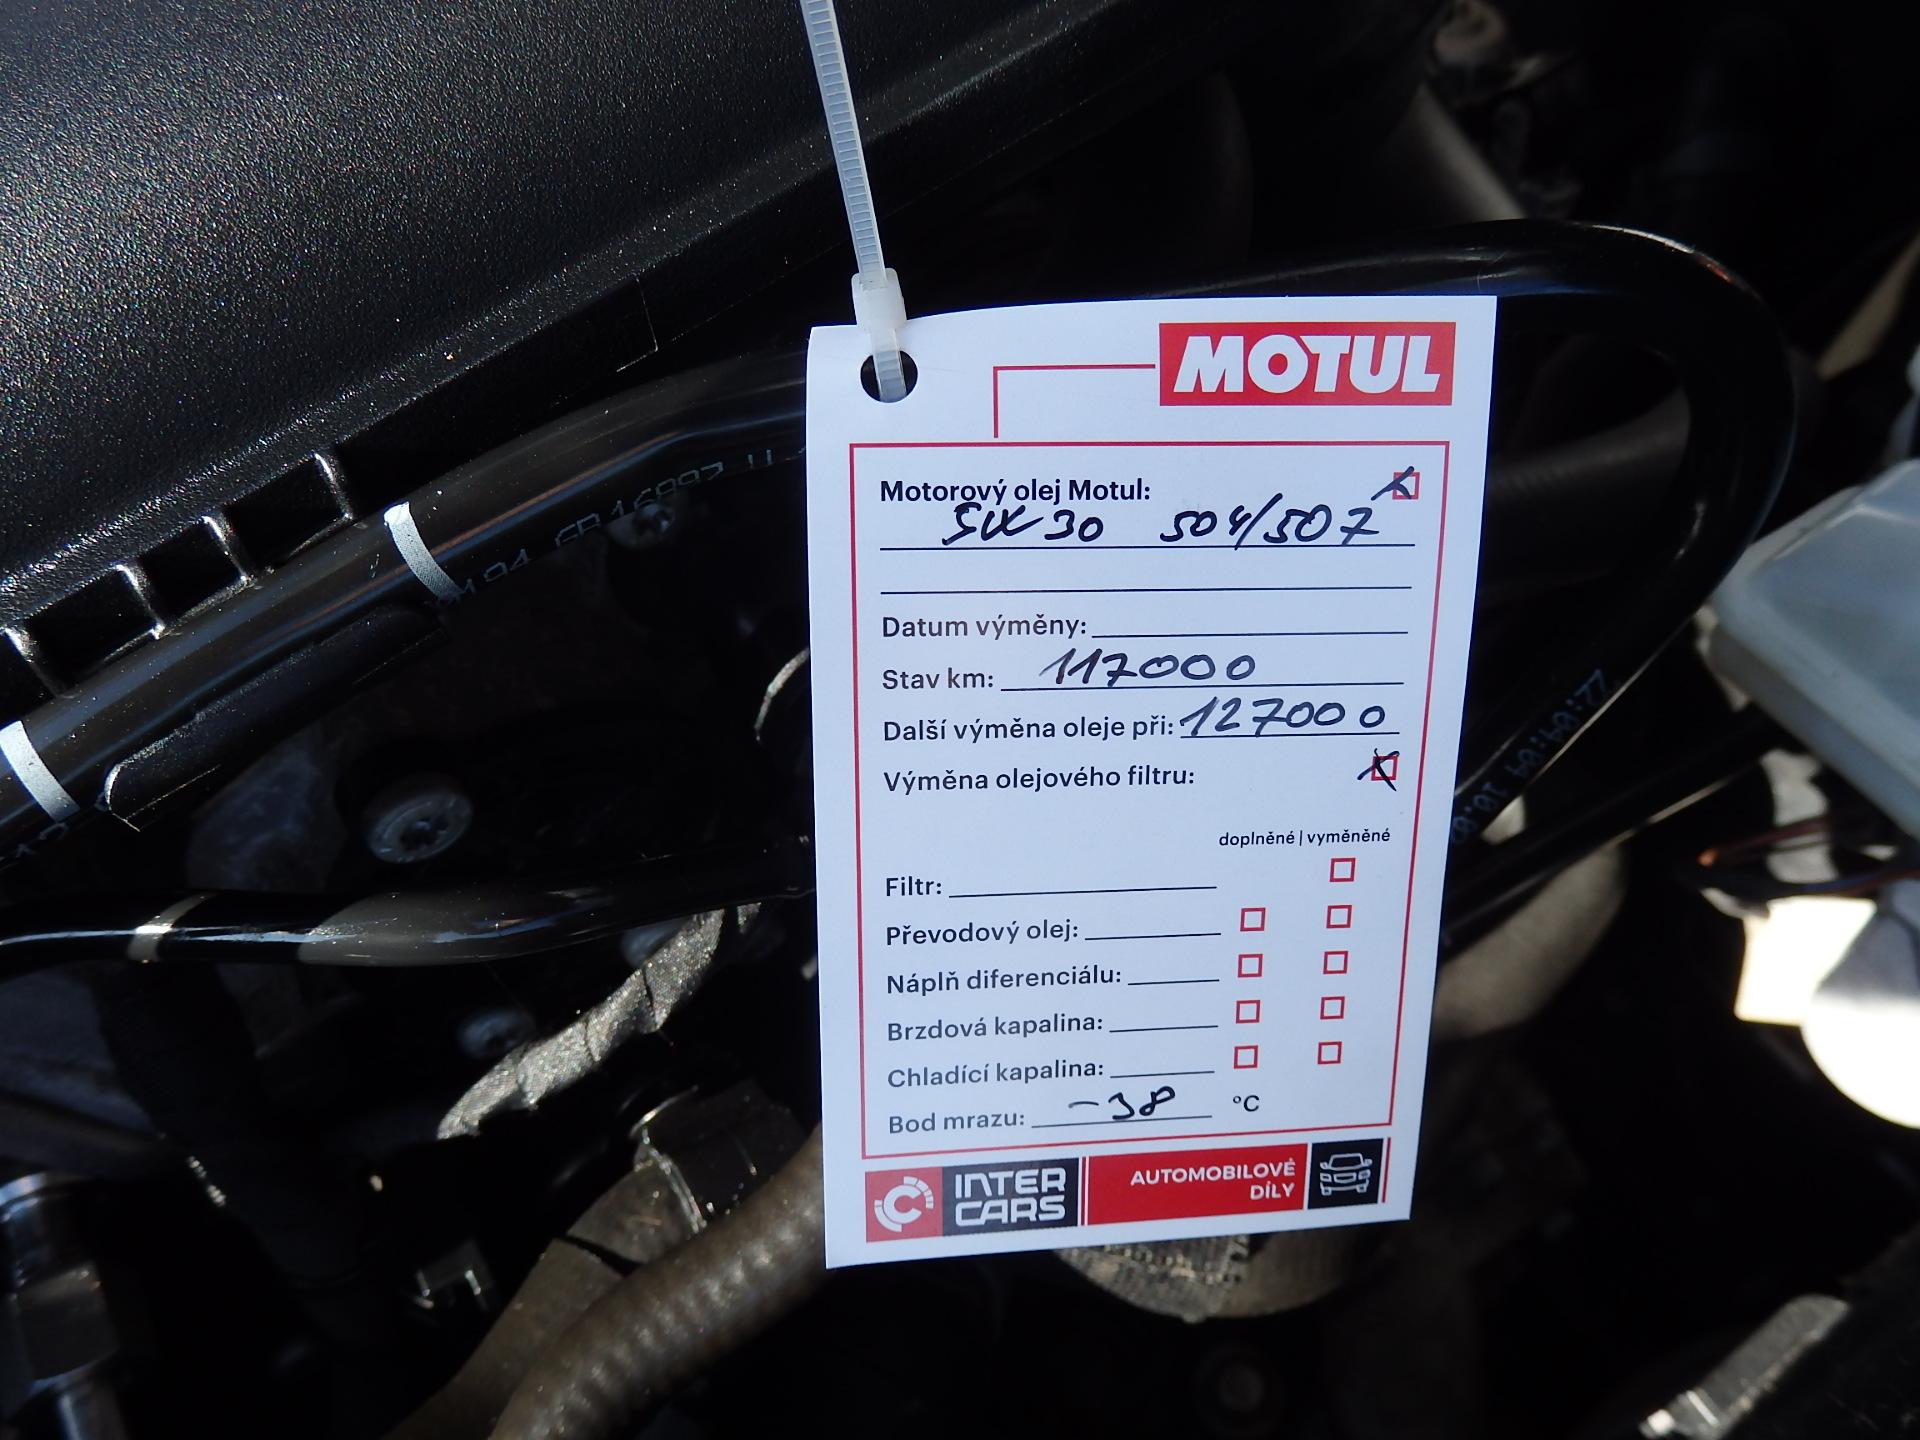 MOTUL
Motorový olej Motul:
5W30 504/507
Datum výměny:
Stav km: 117000
Další výměna oleje při: 127000
Výměna olejového filtru:
doplněné | vyměněné
Filtr:
Převodový olej:
Náplň diferenciálu:
Brzdová kapalina:
Chladící kapalina:
Bod mrazu: -38 °C
INTER
CARS
AUTOMOBILOVÉ
DÍLY